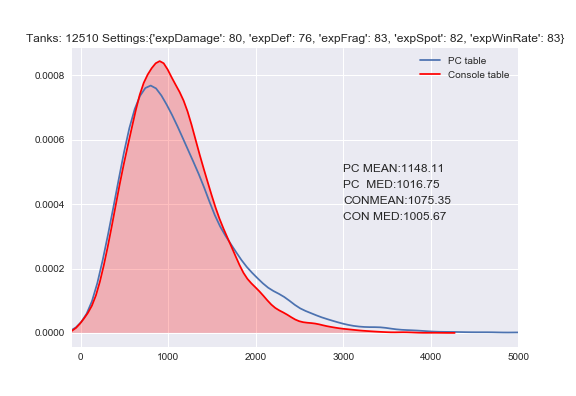 Tanks: 12510 Settings:{'expDamage': 80, 'expDef': 76, 'expFrag': 83, 'expSpot': 82, 'expWinRate': 83}
PC table
Console table
0.0008
0.0006
0.0004
0.0002
0.0000
PC MEAN:1148.11
PC  MED:1016.75
CONMEAN:1075.35
CON MED:1005.67
0 1000 2000 3000 4000 5000